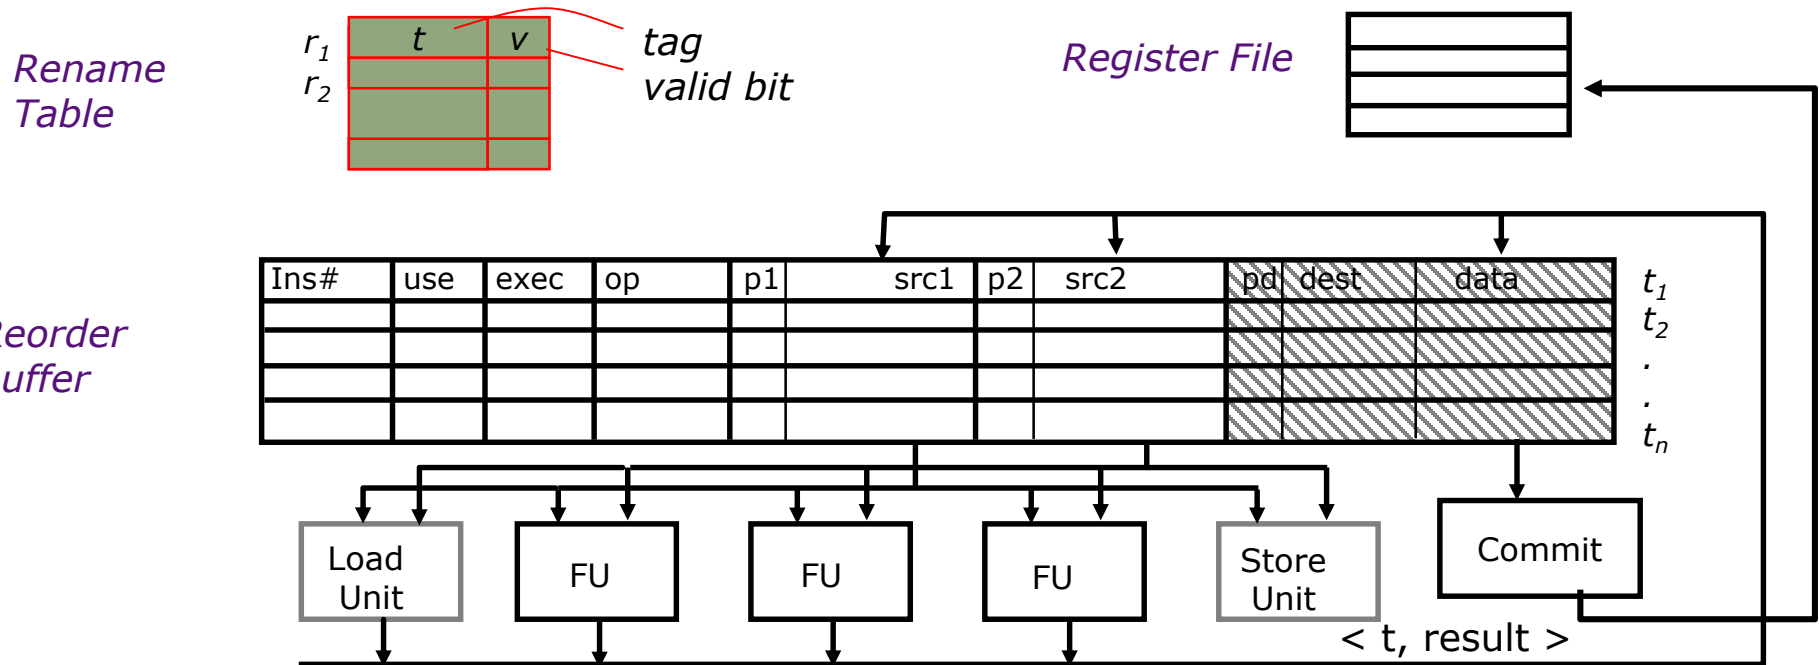 Rename
Table
r1
r2
t
v
tag
valid bit
Register File
Ins#
use
exec
op
p1
src1
p2
src2
pd
dest
data
t1
t2
.
.
tn
eorder
uffer
Load
Unit
FU
FU
FU
Store
Unit
Commit
< t, result >